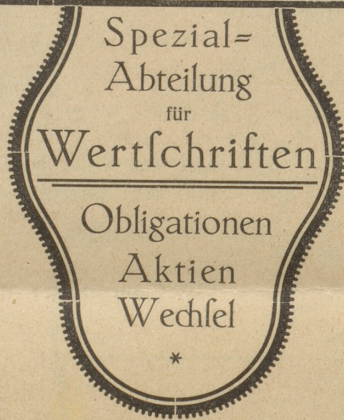 Spezial=
Abteilung
für
Wertſchriften
Obligationen
Aktien
Wechſel
*